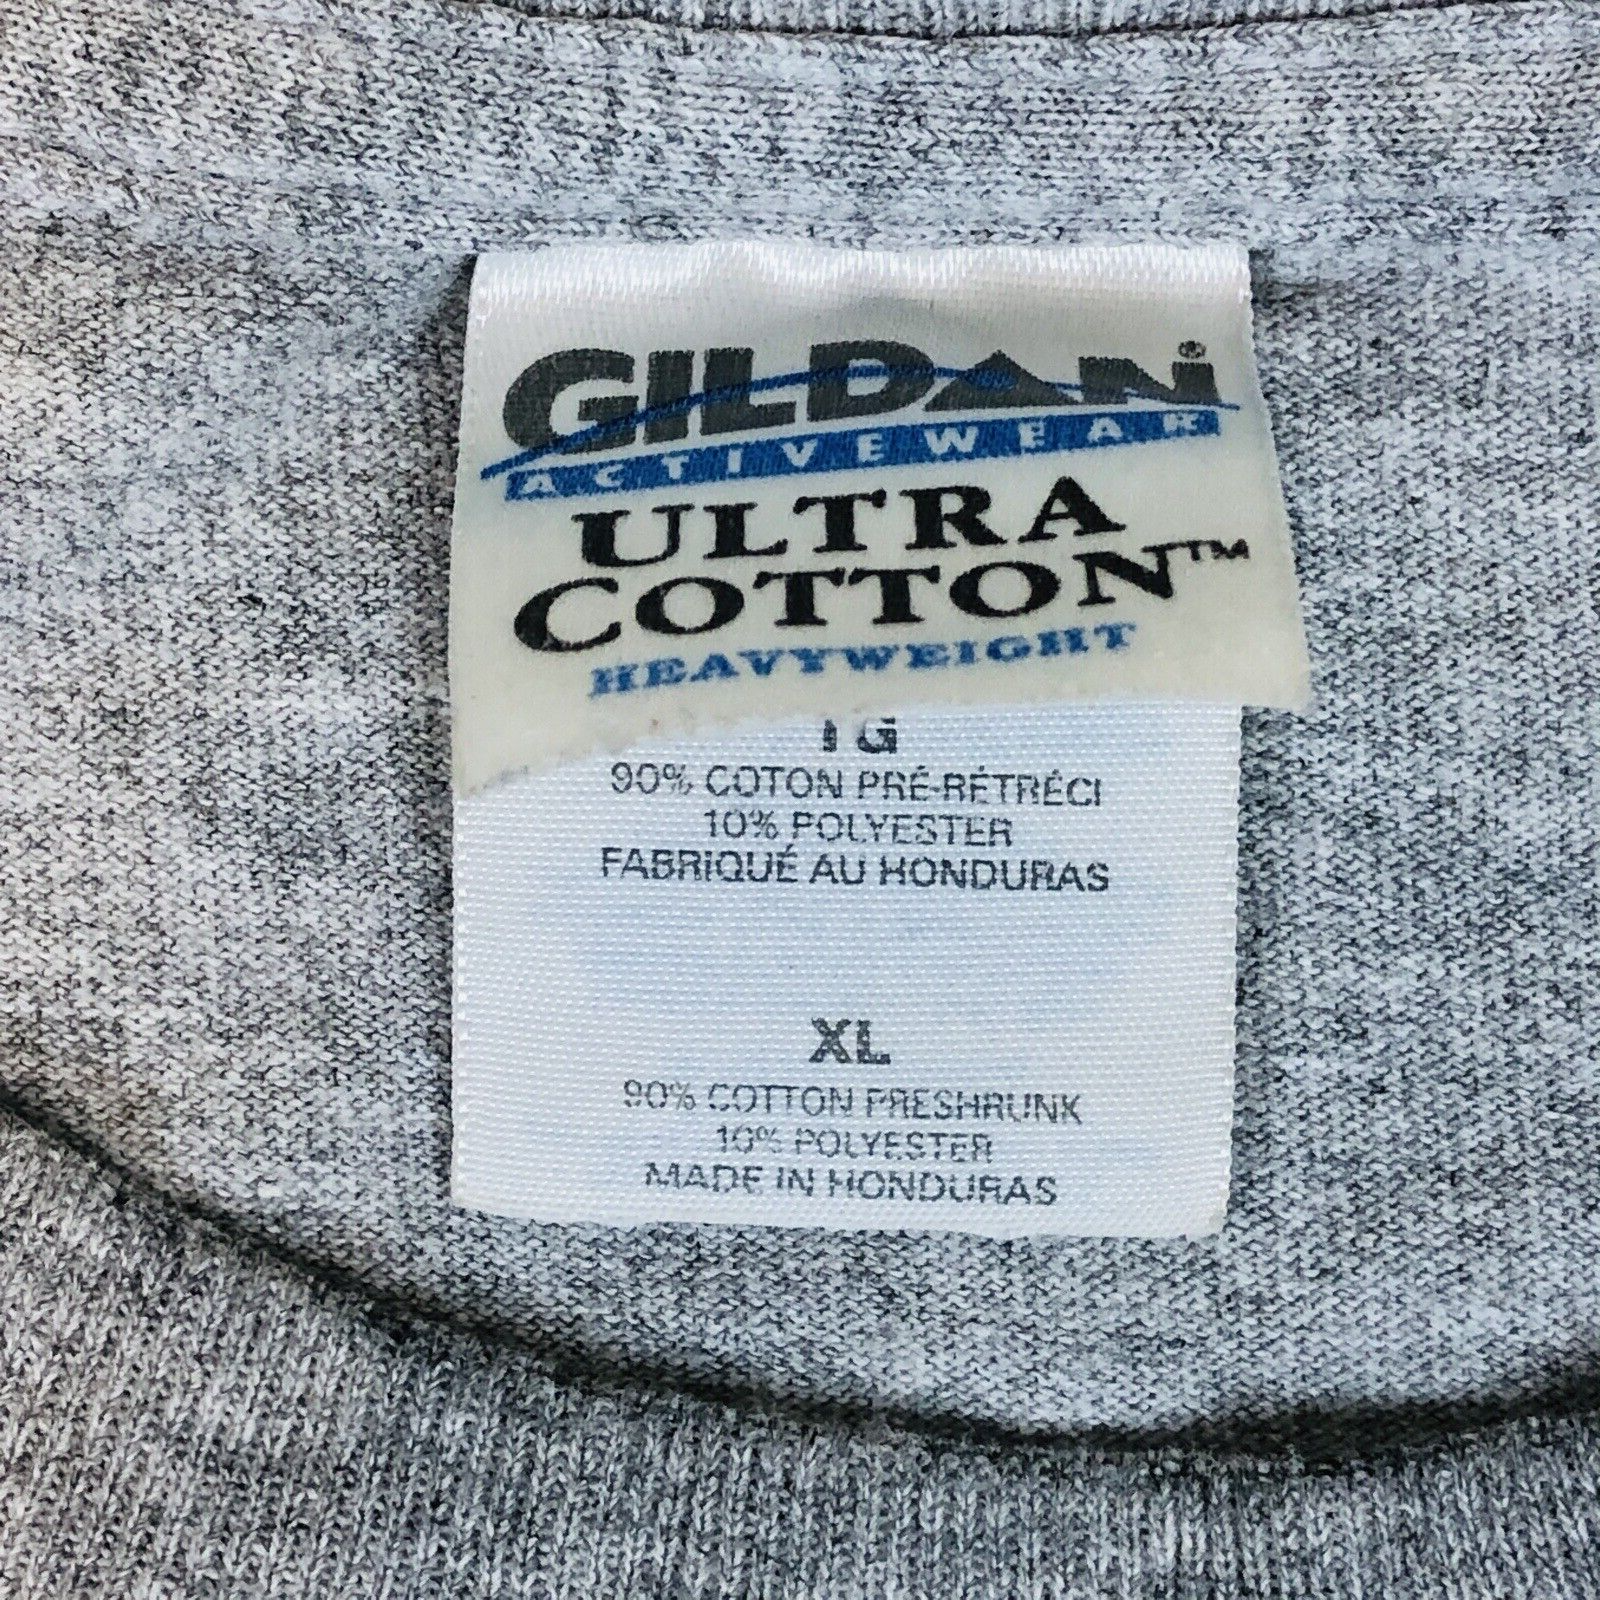 GILDAN®
ACTIVEWEAR
ULTRA
COTTON™
HEAVYWEIGHT
TG
90% COTON PRÉ-RÉTRÉCI
10% POLYESTER
FABRIQUÉ AU HONDURAS
XL
90% COTTON PRESHRUNK
10% POLYESTER
MADE IN HONDURAS